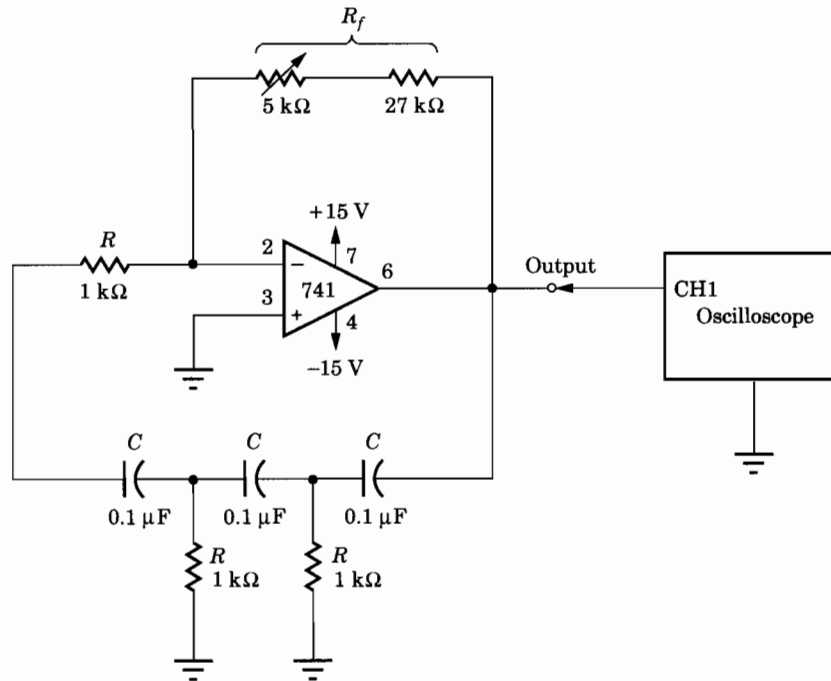 R_f
5 kΩ
27 kΩ
+15 V
R
2
−
7
6
Output
1 kΩ
741
CH1
3
+
4
Oscilloscope
−15 V
C
C
C
0.1 μF
0.1 μF
0.1 μF
R
1 kΩ
R
1 kΩ